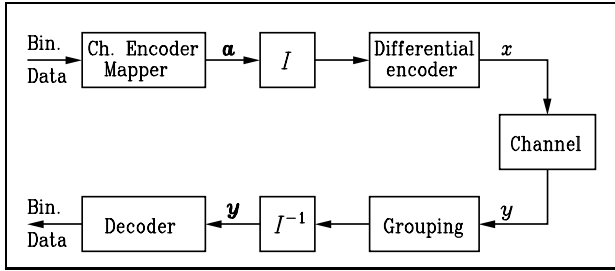 Bin.
Data
Ch. Encoder
Mapper
a
I
Differential
encoder
x
Channel
y
Grouping
I⁻¹
y
Decoder
Bin.
Data